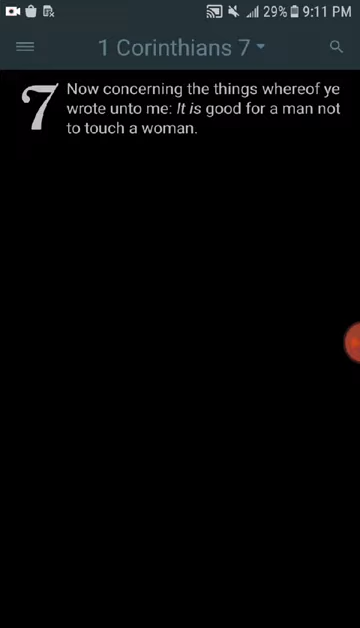 29% 9:11 PM
1 Corinthians 7
7 Now concerning the things whereof ye
wrote unto me: It is good for a man not
to touch a woman.